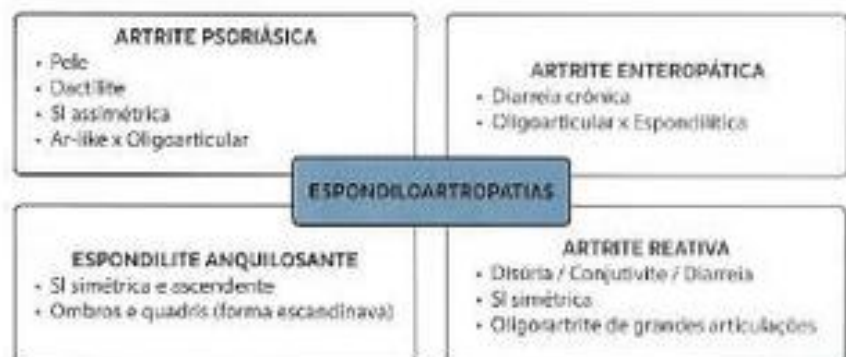 ARTRITE PSORIÁSICA
• Pele
• Dactilite
• SI assimétrica
• Ar-like x Oligoarticular
ARTRITE ENTEROPÁTICA
• Diarreia crônica
• Oligoarticular x Espondilítica
ESPONDILOARTROPATIAS
ESPONDILITE ANQUILOSANTE
• SI simétrica e ascendente
• Ombros e quadris (forma escandinava)
ARTRITE REATIVA
• Disúria / Conjutivite / Diarreia
• SI simétrica
• Oligorartrite de grandes articulações